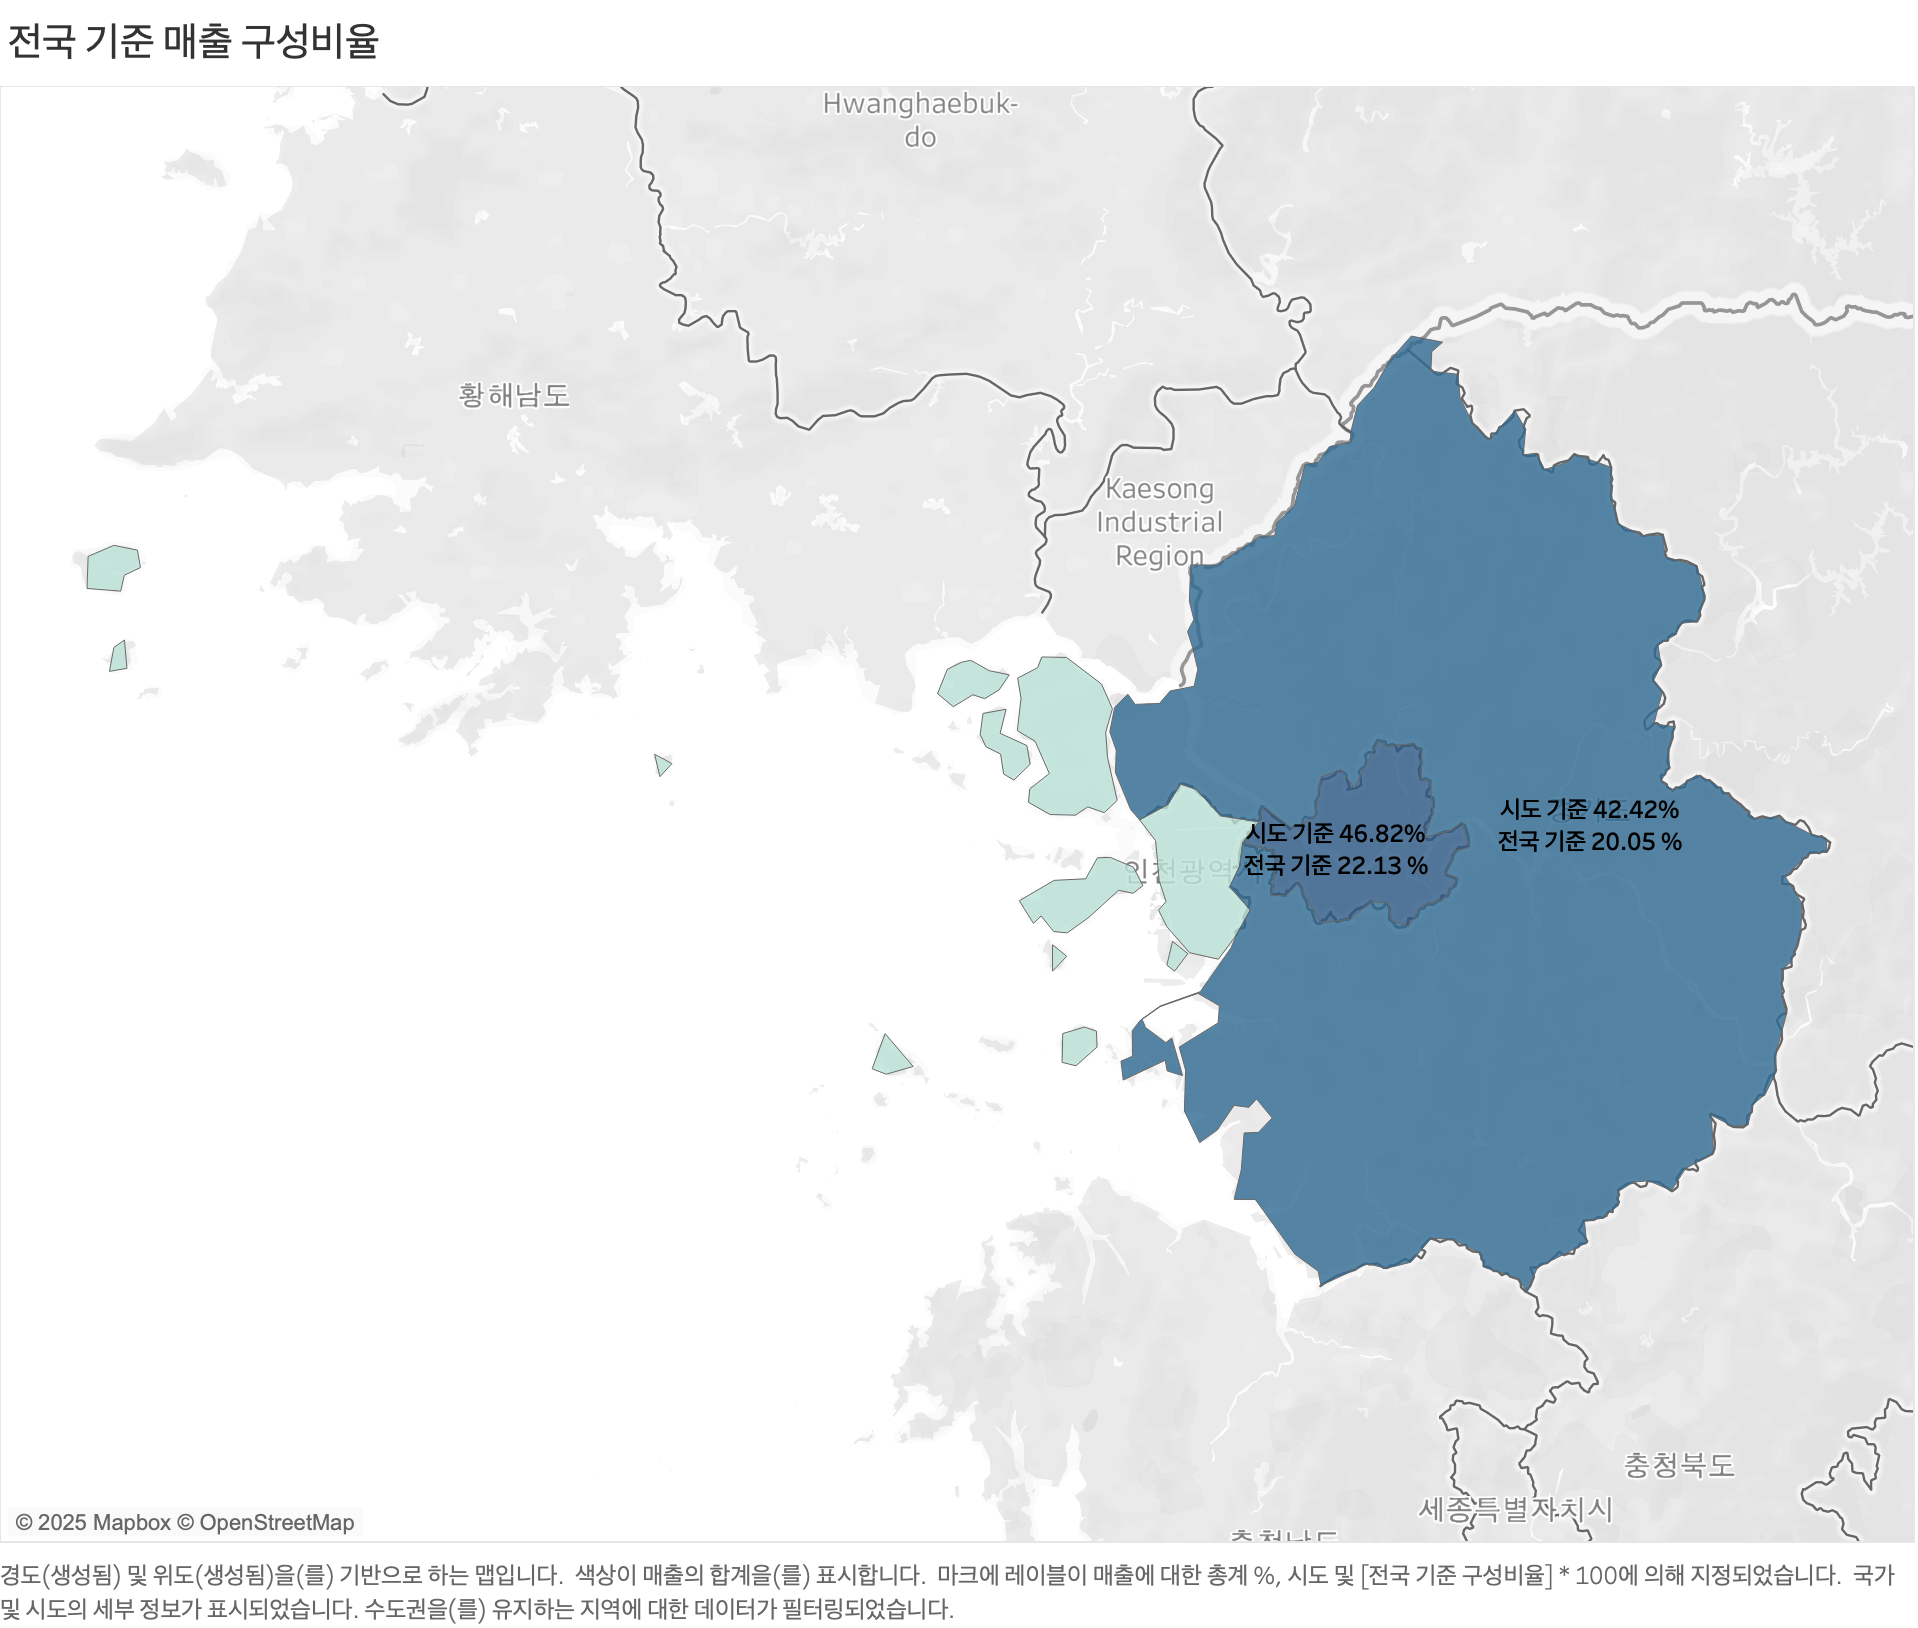 전국 기준 매출 구성비율
Hwanghaebuk-
do
황해남도
Kaesong
Industrial
Region
시도 기준 42.42%
전국 기준 20.05 %
시도 기준 46.82%
전국 기준 22.13 %
인천광역
충청북도
세종특별자치시
충청남도
© 2025 Mapbox © OpenStreetMap
경도(생성됨) 및 위도(생성됨)을(를) 기반으로 하는 맵입니다.  색상이 매출의 합계을(를) 표시합니다.  마크에 레이블이 매출에 대한 총계 %, 시도 및 [전국 기준 구성비율] * 100에 의해 지정되었습니다.  국가
및 시도의 세부 정보가 표시되었습니다. 수도권을(를) 유지하는 지역에 대한 데이터가 필터링되었습니다.